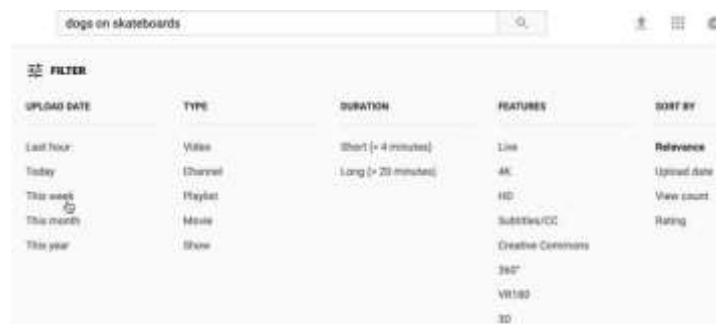 dogs on skateboards
FILTER
UPLOAD DATE TYPE DURATION FEATURES SORT BY
Last hour Video Short (< 4 minutes) Live Relevance
Today Channel Long (> 20 minutes) 4K Upload date
This week Playlist HD View count
This month Movie Subtitles/CC Rating
This year Show Creative Commons
360°
VR180
3D